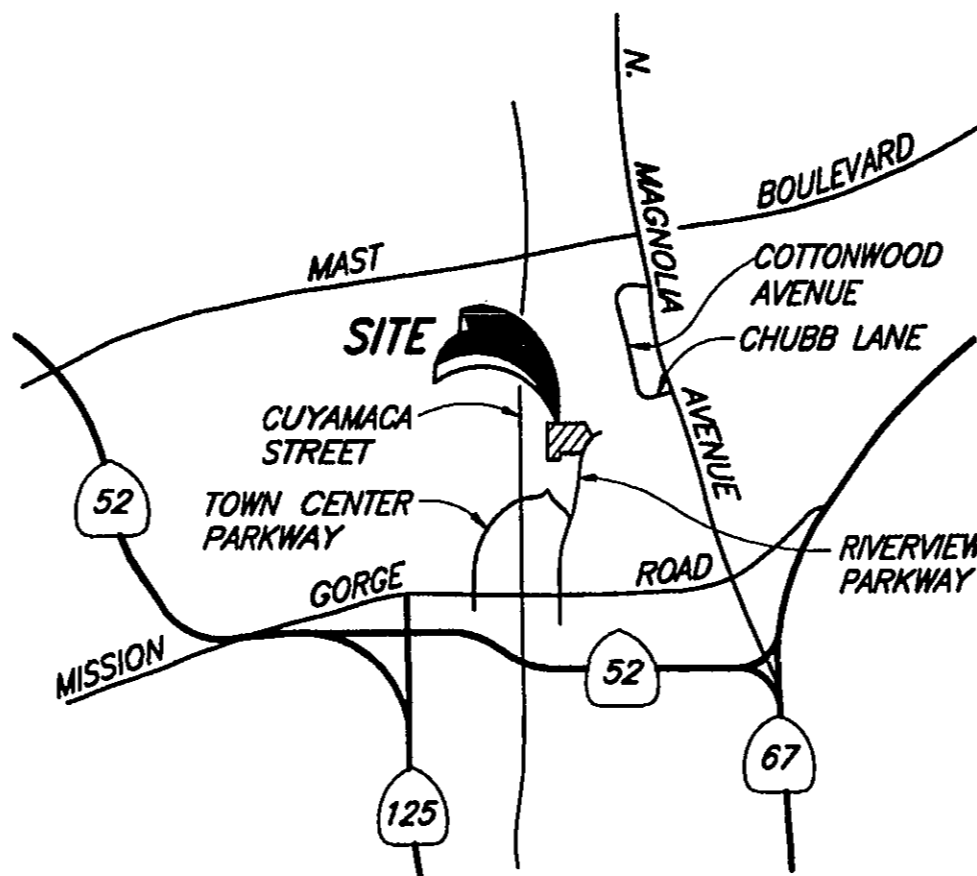 N.
MAGNOLIA
AVENUE
BOULEVARD
MAST
COTTONWOOD
AVENUE
CHUBB LANE
SITE
CUYAMACA
STREET
52
TOWN CENTER
PARKWAY
RIVERVIEW
PARKWAY
MISSION
GORGE
ROAD
52
67
125